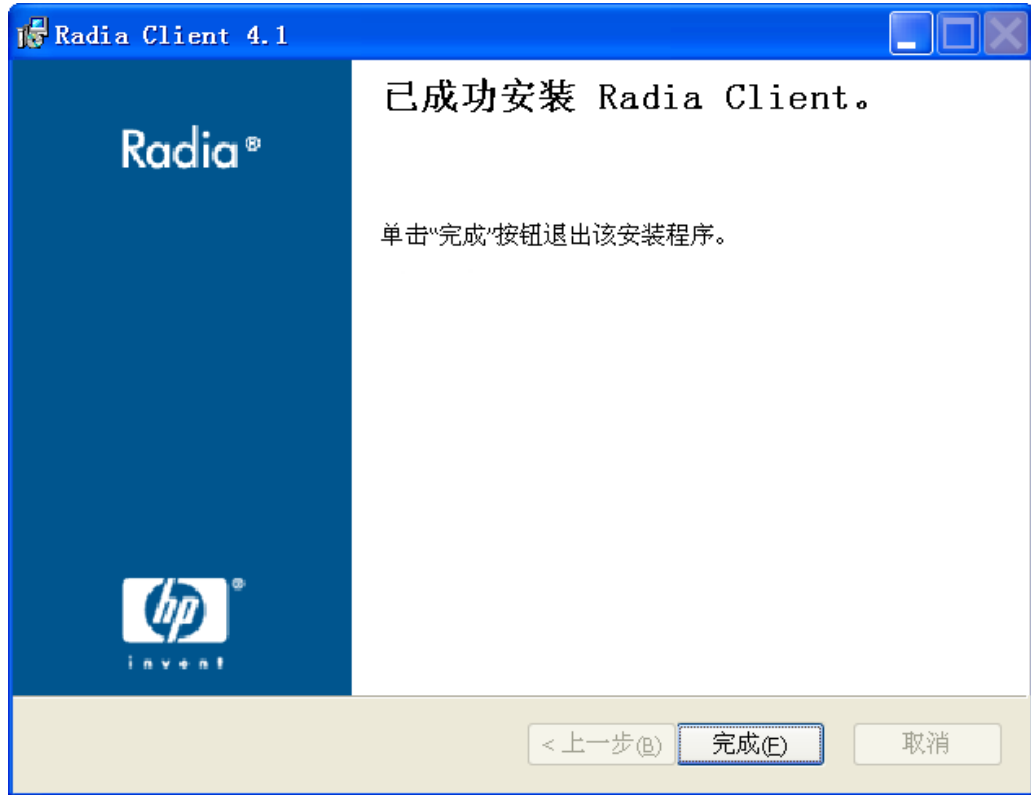 Radia Client 4.1
已成功安装 Radia Client。
Radia®
单击“完成”按钮退出该安装程序。
hp®
invent
<上一步(B)
完成(F)
取消